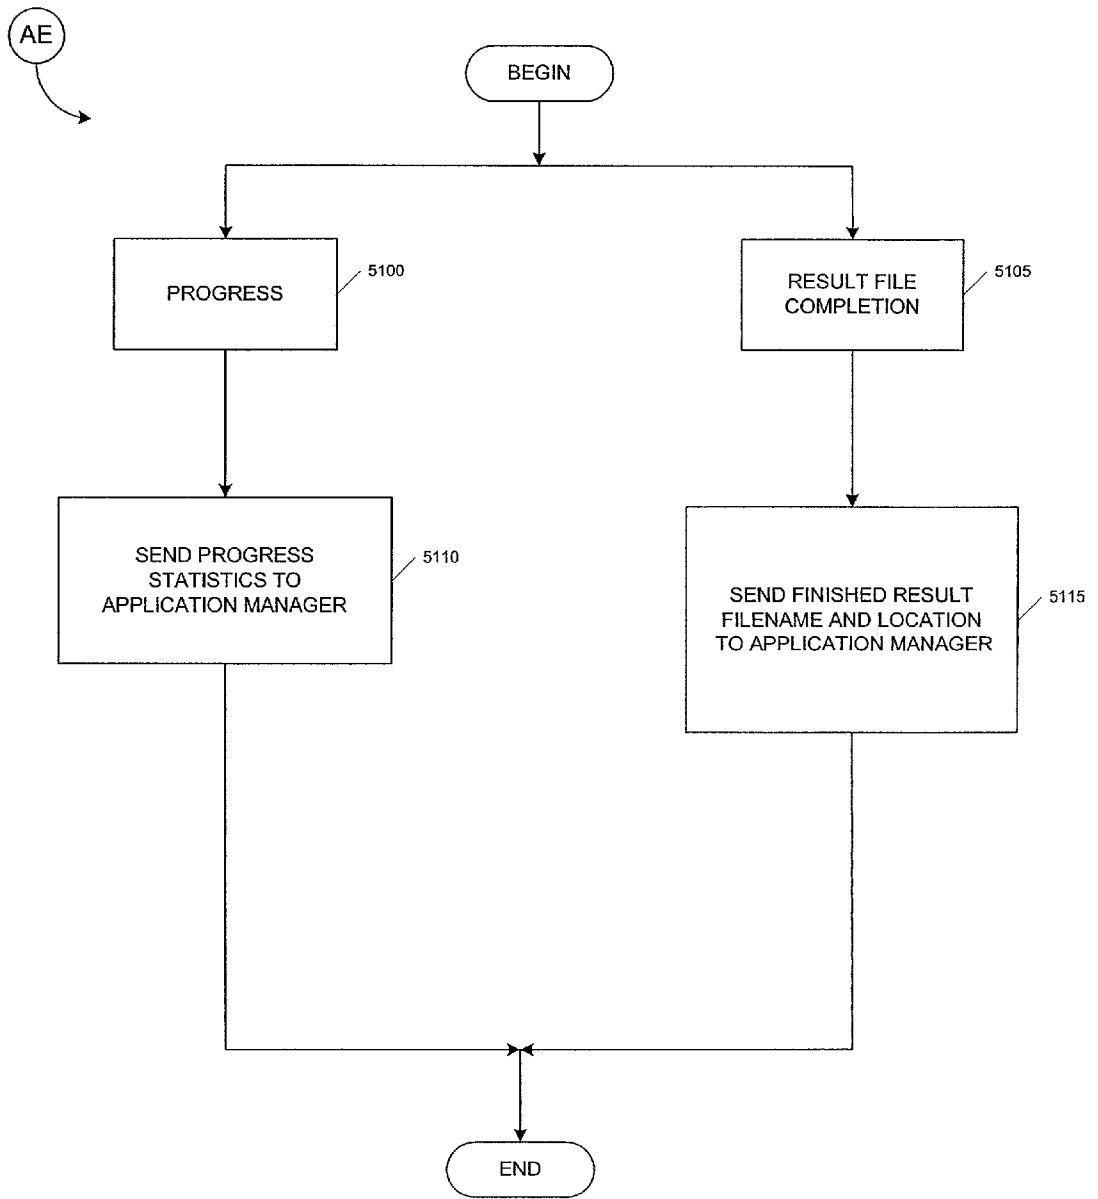 AE
BEGIN
PROGRESS
5100
RESULT FILE
COMPLETION
5105
SEND PROGRESS
STATISTICS TO
APPLICATION MANAGER
5110
SEND FINISHED RESULT
FILENAME AND LOCATION
TO APPLICATION MANAGER
5115
END